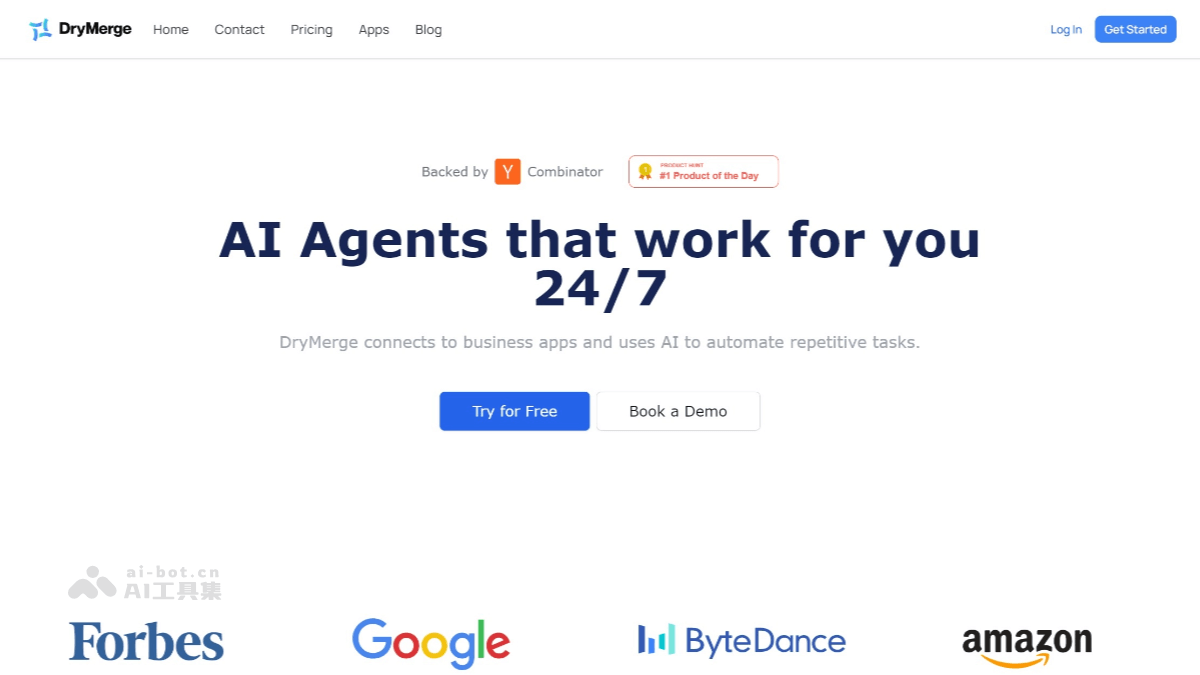 DryMerge Home Contact Pricing Apps Blog Log In Get Started
Backed by Y Combinator PRODUCT HUNT
#1 Product of the Day
AI Agents that work for you
24/7
DryMerge connects to business apps and uses AI to automate repetitive tasks.
Try for Free Book a Demo
ai-bot.cn
AI工具集
Forbes Google ByteDance amazon